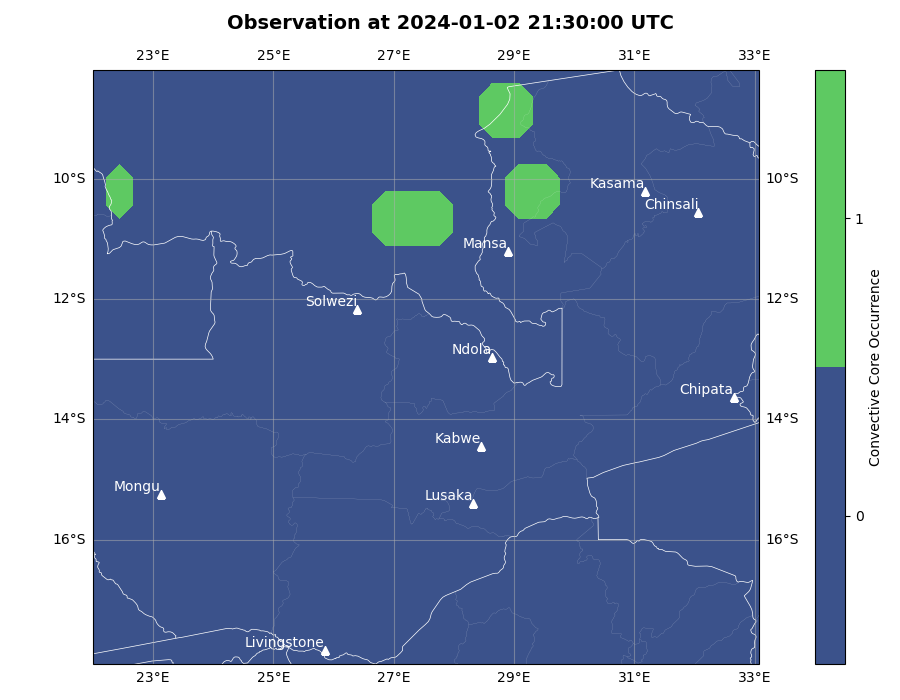 Observation at 2024-01-02 21:30:00 UTC
23°E 25°E 27°E 29°E 31°E 33°E
10°S 10°S
Kasama
Chinsali
Mansa
12°S 12°S
Solwezi
Ndola
Chipata
14°S 14°S
Kabwe
Mongu
Lusaka
16°S 16°S
Livingstone
23°E 25°E 27°E 29°E 31°E 33°E
1
0
Convective Core Occurrence